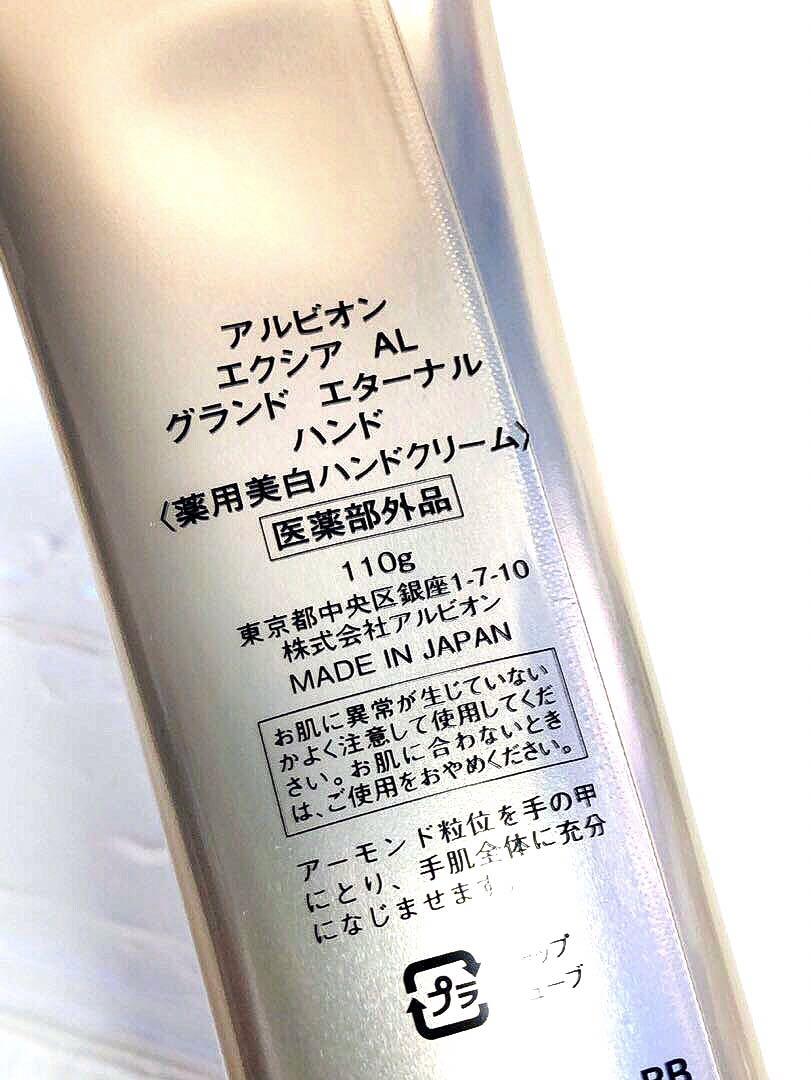 アルビオン
エクシア AL
グランド エターナル
ハンド
〈薬用美白ハンドクリーム〉
医薬部外品
110g
東京都中央区銀座1-7-10
株式会社アルビオン
MADE IN JAPAN
お肌に異常が生じていない
かよく注意して使用してくだ
さい。お肌に合わないとき
は、ご使用をおやめください。
アーモンド粒位を手の甲
にとり、手肌全体に充分
になじませます
プラ